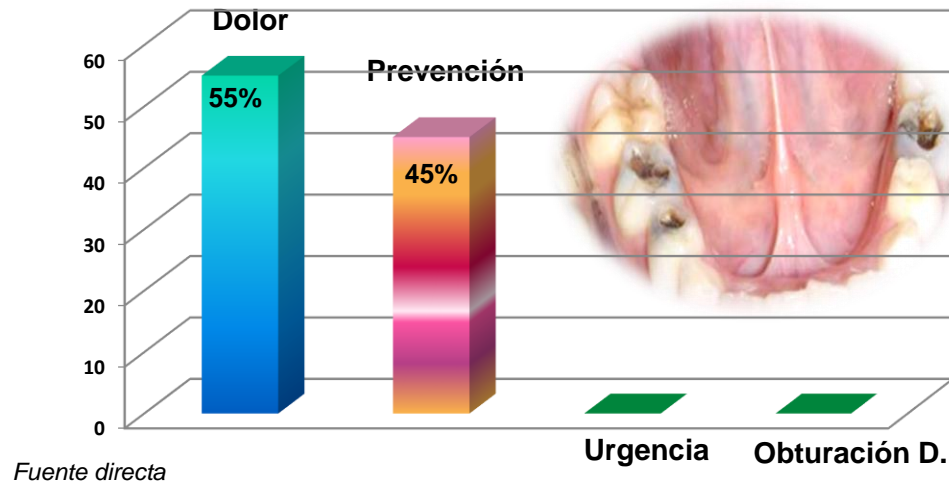 Dolor
60
Prevención
55%
50
45%
40
30
20
10
0
Urgencia
Obturación D.
Fuente directa